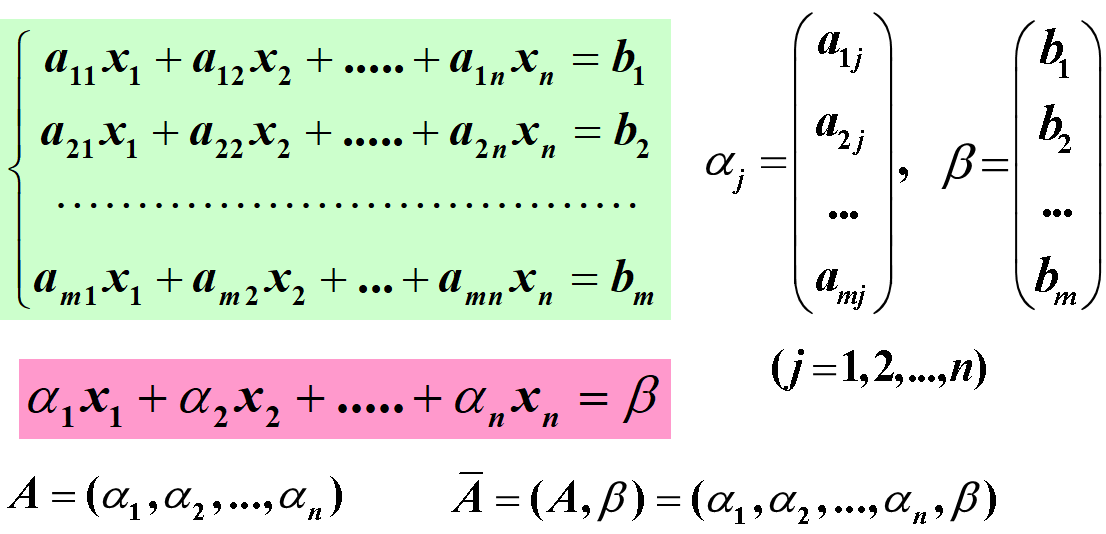 a₁₁x₁ + a₁₂x₂ + ..... + a₁ₙxₙ = b₁
a₂₁x₁ + a₂₂x₂ + ..... + a₂ₙxₙ = b₂
....................................
aₘ₁x₁ + aₘ₂x₂ + ... + aₘₙxₙ = bₘ
αⱼ = (a₁ⱼ a₂ⱼ ... aₘⱼ), β = (b₁ b₂ ... bₘ)
(j = 1, 2, ..., n)
α₁x₁ + α₂x₂ + ..... + αₙxₙ = β
A = (α₁, α₂, ..., αₙ)
A̅ = (A, β) = (α₁, α₂, ..., αₙ, β)